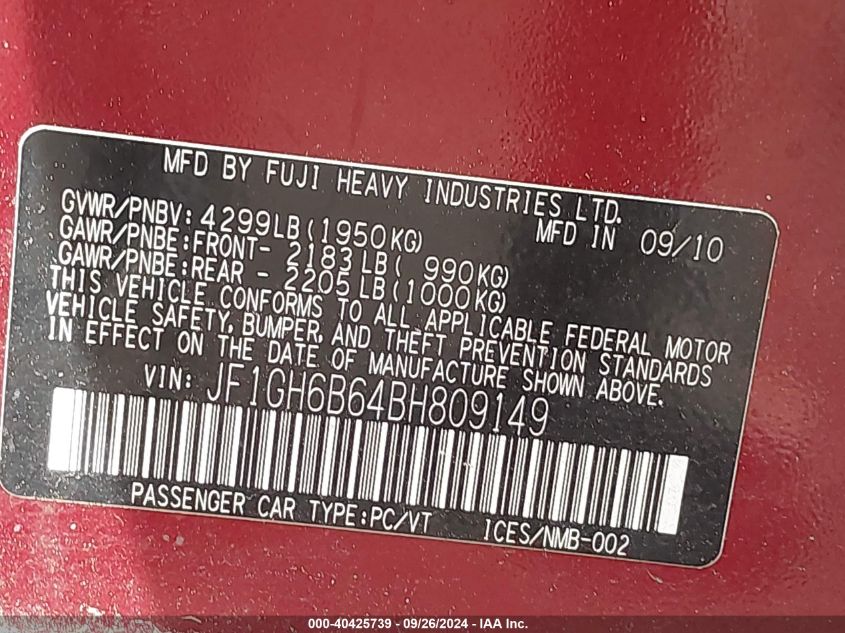 MFD BY FUJI HEAVY INDUSTRIES LTD.
GVWR/PNBV: 4299LB(1950KG) MFD IN 09/10
GAWR/PNBE:FRONT- 2183LB( 990KG)
GAWR/PNBE:REAR - 2205LB(1000KG)
THIS VEHICLE CONFORMS TO ALL APPLICABLE FEDERAL MOTOR
VEHICLE SAFETY, BUMPER, AND THEFT PREVENTION STANDARDS
IN EFFECT ON THE DATE OF MANUFACTURE SHOWN ABOVE.
VIN: JF1GH6B64BH809149
PASSENGER CAR TYPE:PC/VT ICES/NMB-002
000-40425739 - 09/26/2024 - IAA Inc.